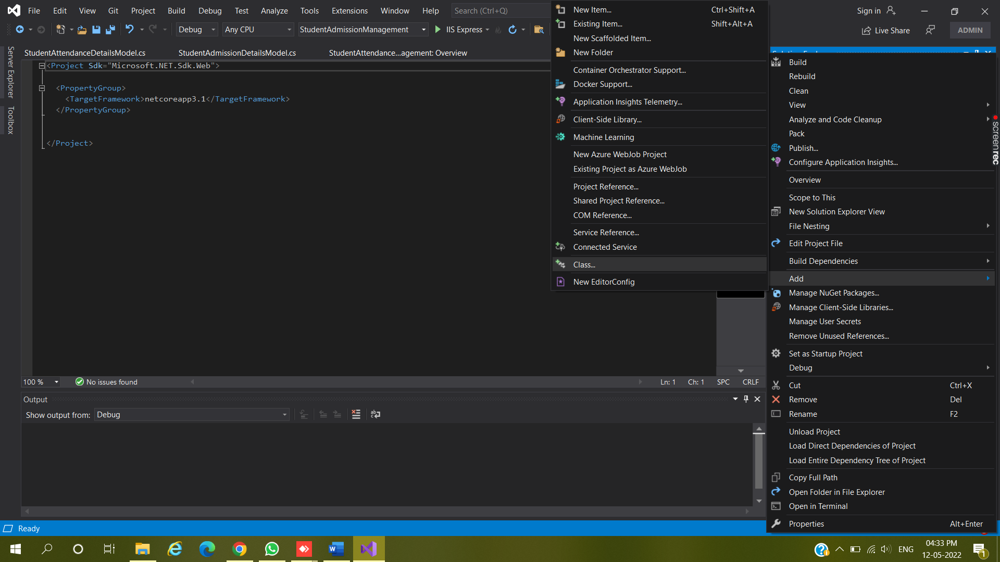 File Edit View Git Project Build Debug Test Analyze Tools Extensions Window Help Search (Ctrl+Q) Sign in
Debug Any CPU StudentAdmissionManagement IIS Express Live Share ADMIN
Server Explorer
Toolbox
StudentAttendanceDetailsModel.cs StudentAdmissionDetailsModel.cs StudentAttendance...agement: Overview
<Project Sdk="Microsoft.NET.Sdk.Web">
<PropertyGroup>
<TargetFramework>netcoreapp3.1</TargetFramework>
</PropertyGroup>
</Project>
100 % No issues found Ln: 1 Ch: 1 SPC CRLF
Output
Show output from: Debug
Ready
New Item... Ctrl+Shift+A
Existing Item... Shift+Alt+A
New Scaffolded Item...
New Folder
Container Orchestrator Support...
Docker Support...
Application Insights Telemetry...
Client-Side Library...
Machine Learning
New Azure WebJob Project
Existing Project as Azure WebJob
Project Reference...
Shared Project Reference...
COM Reference...
Service Reference...
Connected Service
Class...
New EditorConfig
Build
Rebuild
Clean
View
Analyze and Code Cleanup
Pack
Publish...
Configure Application Insights...
Overview
Scope to This
New Solution Explorer View
File Nesting
Edit Project File
Build Dependencies
Add
Manage NuGet Packages...
Manage Client-Side Libraries...
Manage User Secrets
Remove Unused References...
Set as Startup Project
Debug
Cut Ctrl+X
Remove Del
Rename F2
Unload Project
Load Direct Dependencies of Project
Load Entire Dependency Tree of Project
Copy Full Path
Open Folder in File Explorer
Open in Terminal
Properties Alt+Enter
screenrec
ENG
04:33 PM
12-05-2022
1